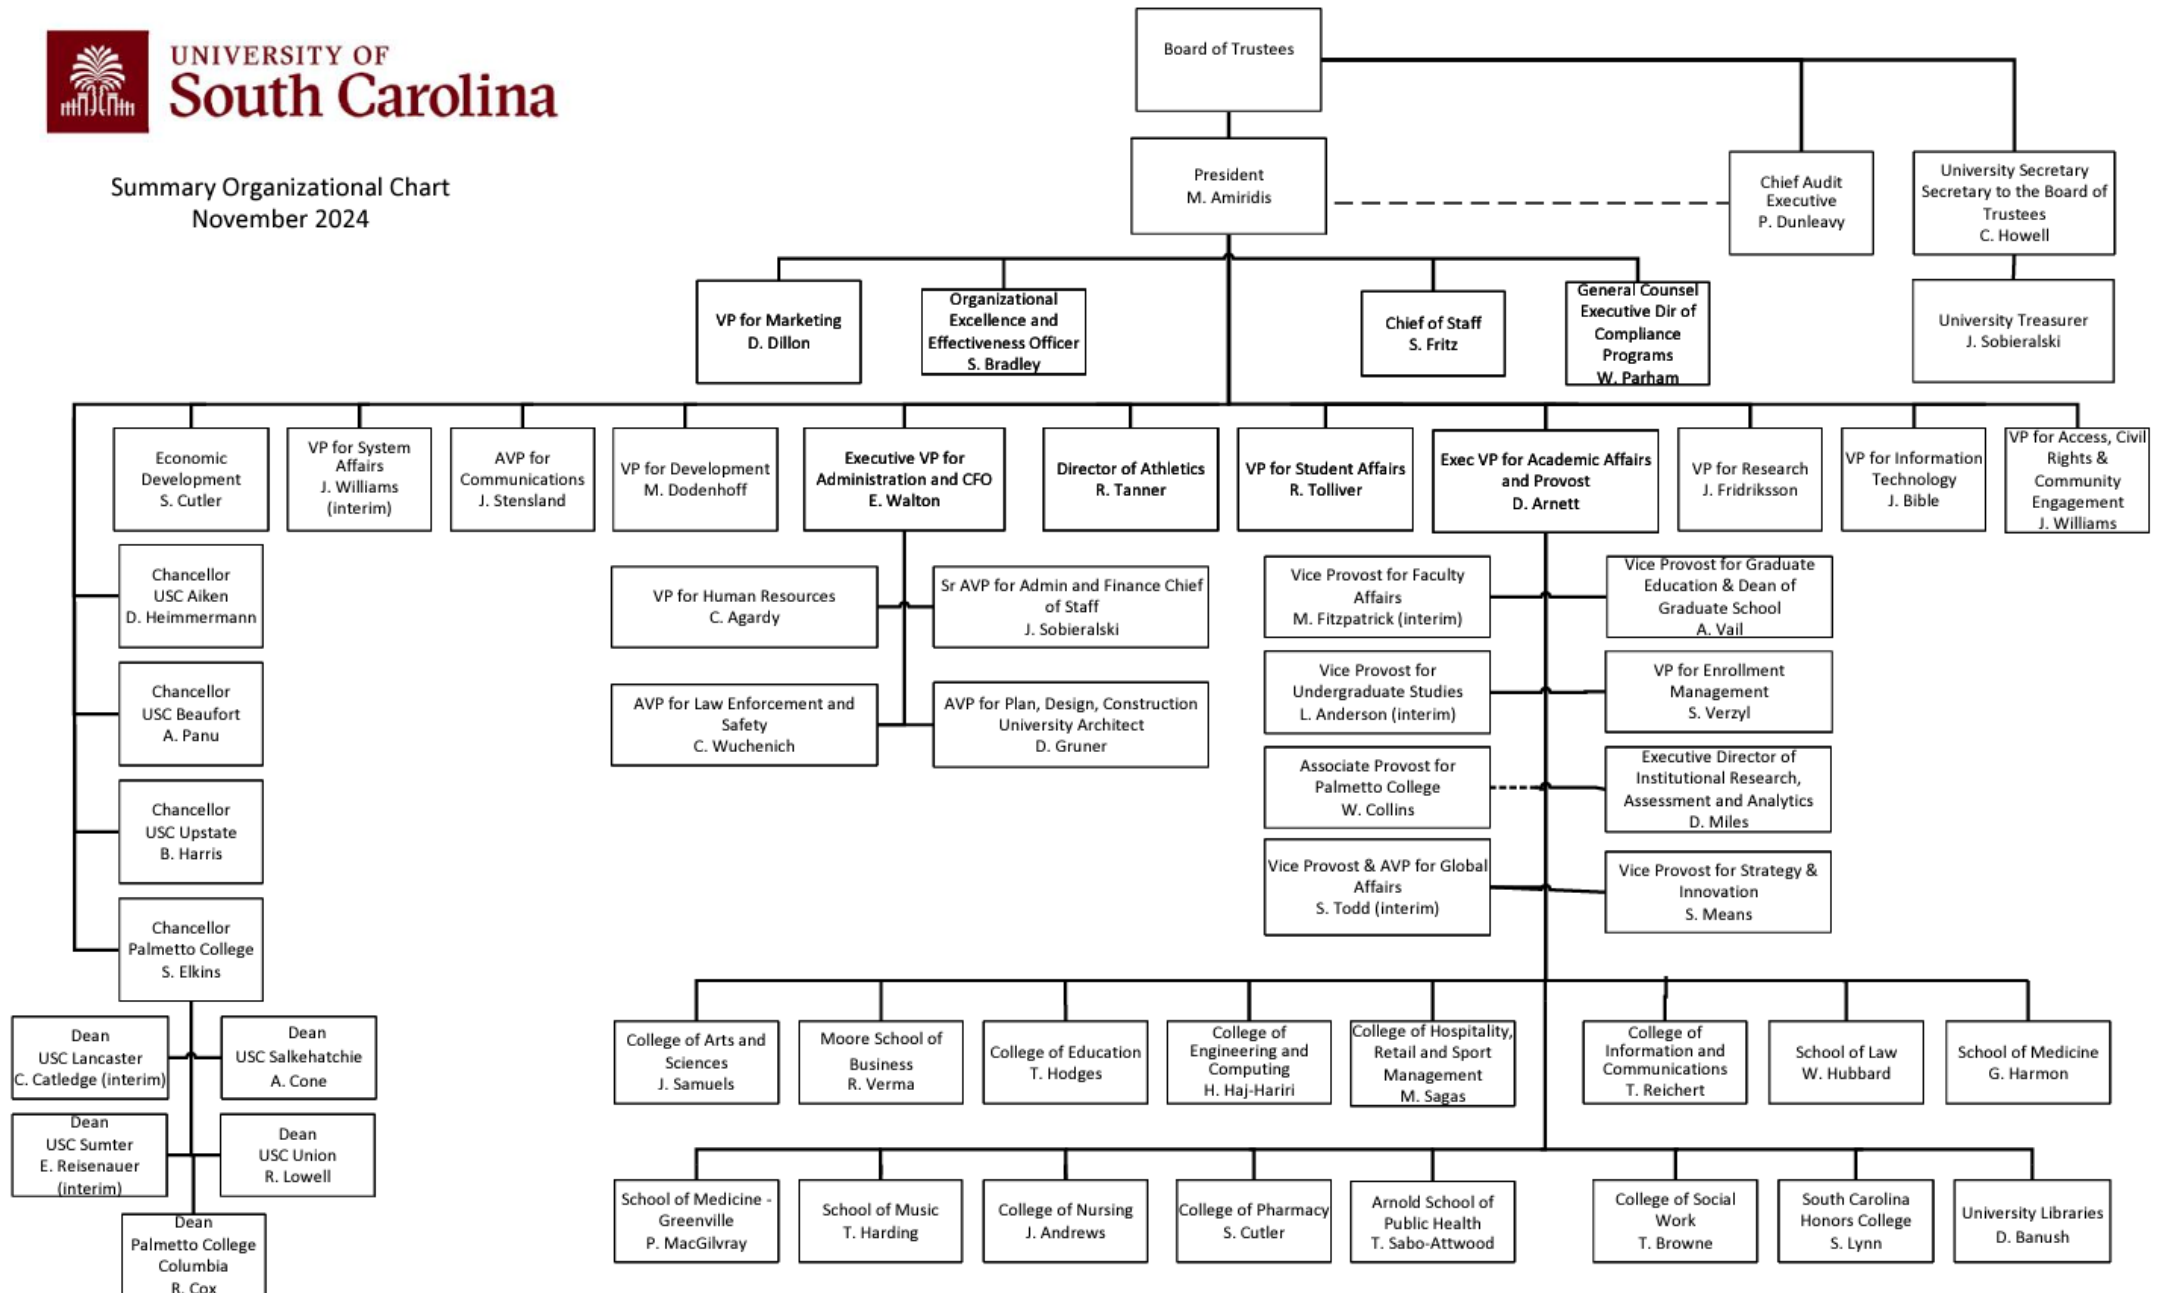 UNIVERSITY OF
South Carolina
Summary Organizational Chart
November 2024
Board of Trustees
President
M. Amiridis
Chief Audit
Executive
P. Dunleavy
University Secretary
Secretary to the Board of
Trustees
C. Howell
University Treasurer
J. Sobieralski
VP for Marketing
D. Dillon
Organizational
Excellence and
Effectiveness Officer
S. Bradley
Chief of Staff
S. Fritz
General Counsel
Executive Dir of
Compliance
Programs
W. Parham
Economic
Development
S. Cutler
VP for System
Affairs
J. Williams
(interim)
AVP for
Communications
J. Stensland
VP for Development
M. Dodenhoff
Executive VP for
Administration and CFO
E. Walton
Director of Athletics
R. Tanner
VP for Student Affairs
R. Tolliver
Exec VP for Academic Affairs
and Provost
D. Arnett
VP for Research
J. Fridriksson
VP for Information
Technology
J. Bible
VP for Access, Civil
Rights &
Community
Engagement
J. Williams
Chancellor
USC Aiken
D. Heimmermann
Chancellor
USC Beaufort
A. Panu
Chancellor
USC Upstate
B. Harris
Chancellor
Palmetto College
S. Elkins
Dean
USC Lancaster
C. Catledge (interim)
Dean
USC Salkehatchie
A. Cone
Dean
USC Sumter
E. Reisenauer
(interim)
Dean
USC Union
R. Lowell
Dean
Palmetto College
Columbia
R. Cox
VP for Human Resources
C. Agardy
Sr AVP for Admin and Finance Chief
of Staff
J. Sobieralski
AVP for Law Enforcement and
Safety
C. Wuchenich
AVP for Plan, Design, Construction
University Architect
D. Gruner
Vice Provost for Faculty
Affairs
M. Fitzpatrick (interim)
Vice Provost for Graduate
Education & Dean of
Graduate School
A. Vail
Vice Provost for
Undergraduate Studies
L. Anderson (interim)
VP for Enrollment
Management
S. Verzyl
Associate Provost for
Palmetto College
W. Collins
Executive Director of
Institutional Research,
Assessment and Analytics
D. Miles
Vice Provost & AVP for Global
Affairs
S. Todd (interim)
Vice Provost for Strategy &
Innovation
S. Means
College of Arts and
Sciences
J. Samuels
Moore School of
Business
R. Verma
College of Education
T. Hodges
College of
Engineering and
Computing
H. Haj-Hariri
College of Hospitality,
Retail and Sport
Management
M. Sagas
College of
Information and
Communications
T. Reichert
School of Law
W. Hubbard
School of Medicine
G. Harmon
School of Medicine -
Greenville
P. MacGilvray
School of Music
T. Harding
College of Nursing
J. Andrews
College of Pharmacy
S. Cutler
Arnold School of
Public Health
T. Sabo-Attwood
College of Social
Work
T. Browne
South Carolina
Honors College
S. Lynn
University Libraries
D. Banush